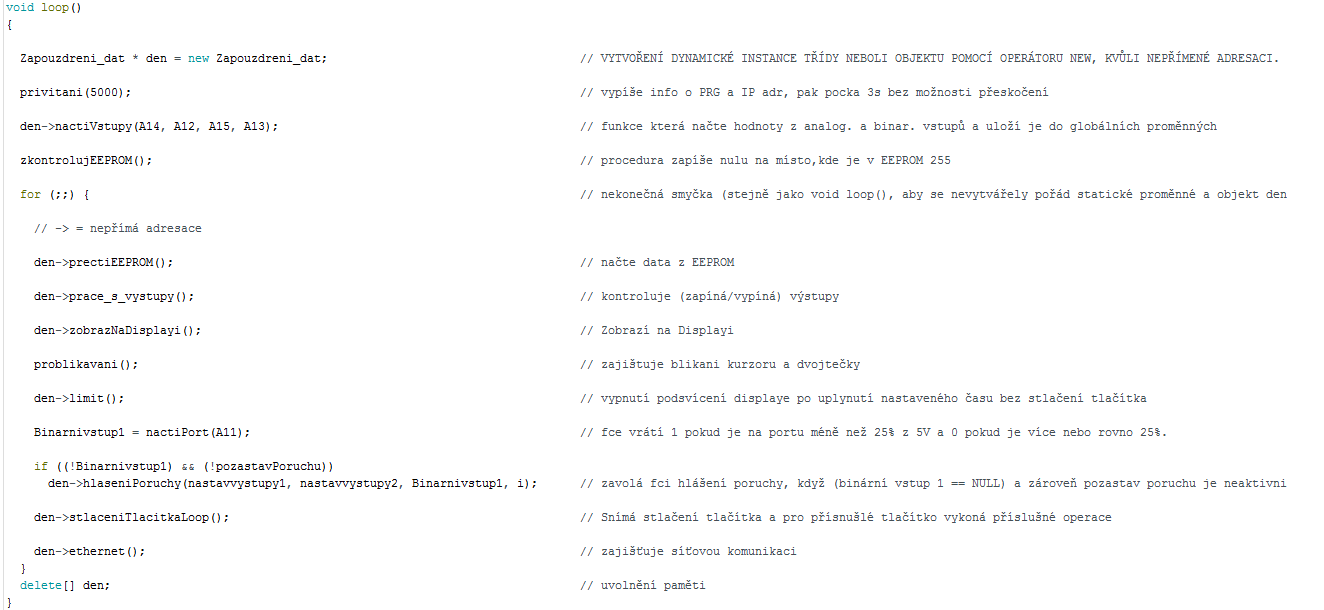 void loop()
{
Zapouzdreni_dat * den = new Zapouzdreni_dat; // VYTVOŘENÍ DYNAMICKÉ INSTANCE TŘÍDY NEBOLI OBJEKTU POMOCÍ OPERÁTORU NEW, KVŮLI NEPŘÍMENÉ ADRESACI.
privitani(5000); // vypíše info o PRG a IP adr, pak pocka 3s bez možnosti přeskočení
den->nactiVstupy(A14, A12, A15, A13); // funkce která načte hodnoty z analog. a binar. vstupů a uloží je do globálních proměnných
zkontrolujEEPROM(); // procedura zapíše nulu na místo,kde je v EEPROM 255
for (;;) { // nekonečná smyčka (stejně jako void loop(), aby se nevytvářely pořád statické proměnné a objekt den
// -> = nepřímá adresace
den->prectiEEPROM(); // načte data z EEPROM
den->prace_s_vystupy(); // kontroluje (zapíná/vypíná) výstupy
den->zobrazNaDisplayi(); // Zobrazí na Displayi
problikavani(); // zajištuje blikani kurzoru a dvojtečky
den->limit(); // vypnutí podsvícení displaye po uplynutí nastaveného času bez stlačení tlačítka
Binarnivstup1 = nactiPort(A11); // fce vrátí 1 pokud je na portu méně než 25% z 5V a 0 pokud je více nebo rovno 25%.
if ((!Binarnivstup1) && (!pozastavPoruchu))
den->hlaseniPoruchy(nastavvystupy1, nastavvystupy2, Binarnivstup1, i); // zavolá fci hlášení poruchy, když (binární vstup 1 == NULL) a zároveň pozastav poruchu je neaktivni
den->stlaceniTlacitkaLoop(); // Snímá stlačení tlačítka a pro přísnušlé tlačítko vykoná příslušné operace
den->ethernet(); // zajišťuje síťovou komunikaci
}
delete[] den; // uvolnění paměti
}